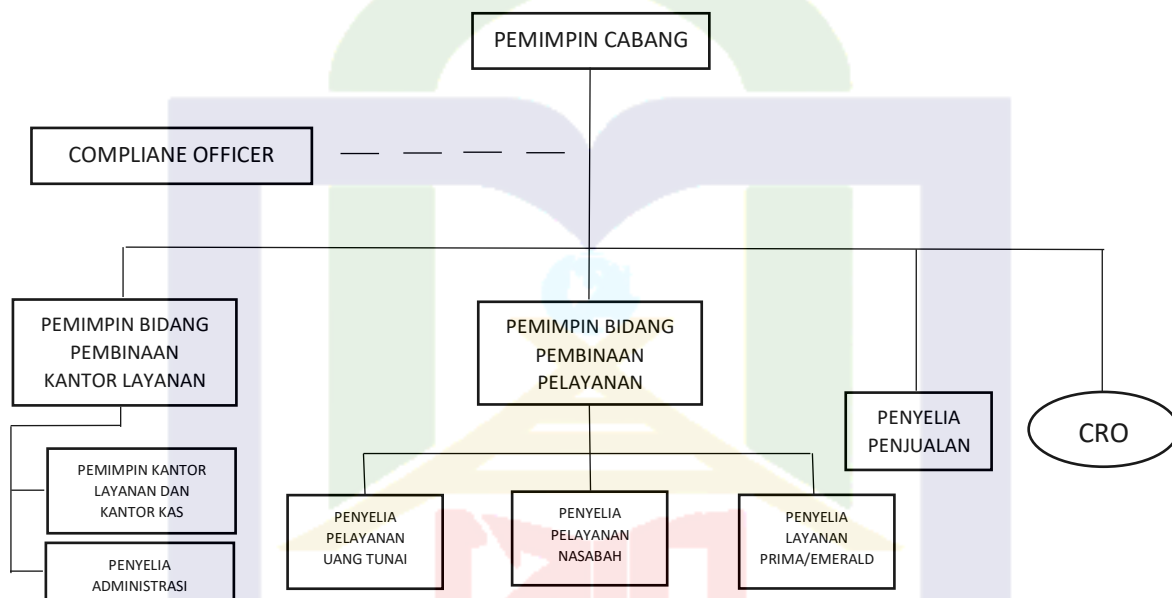 PEMIMPIN CABANG
COMPLIANE OFFICER
PEMIMPIN BIDANG
PEMBINAAN
KANTOR LAYANAN
PEMIMPIN BIDANG
PEMBINAAN
PELAYANAN
PENYELIA
PENJUALAN
CRO
PEMIMPIN KANTOR
LAYANAN DAN
KANTOR KAS
PENYELIA
ADMINISTRASI
PENYELIA
PELAYANAN
UANG TUNAI
PENYELIA
PELAYANAN
NASABAH
PENYELIA
LAYANAN
PRIMA/EMERALD